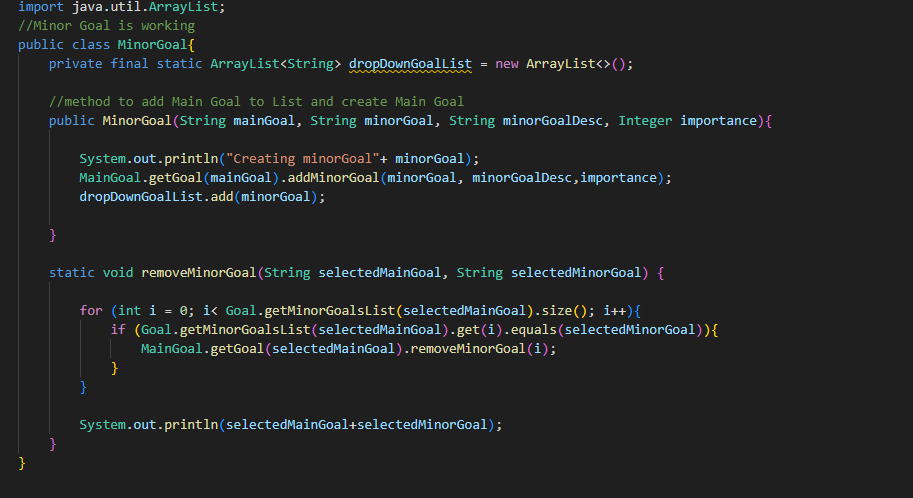 import java.util.ArrayList;
//Minor Goal is working
public class MinorGoal{
    private final static ArrayList<String> dropDownGoalList = new ArrayList<>();

    //method to add Main Goal to List and create Main Goal
    public MinorGoal(String mainGoal, String minorGoal, String minorGoalDesc, Integer importance){

        System.out.println("Creating minorGoal"+ minorGoal);
        MainGoal.getGoal(mainGoal).addMinorGoal(minorGoal, minorGoalDesc,importance);
        dropDownGoalList.add(minorGoal);

    }

    static void removeMinorGoal(String selectedMainGoal, String selectedMinorGoal) {

        for (int i = 0; i< Goal.getMinorGoalsList(selectedMainGoal).size(); i++){
            if (Goal.getMinorGoalsList(selectedMainGoal).get(i).equals(selectedMinorGoal)){
                MainGoal.getGoal(selectedMainGoal).removeMinorGoal(i);
            }
        }

        System.out.println(selectedMainGoal+selectedMinorGoal);
    }
}